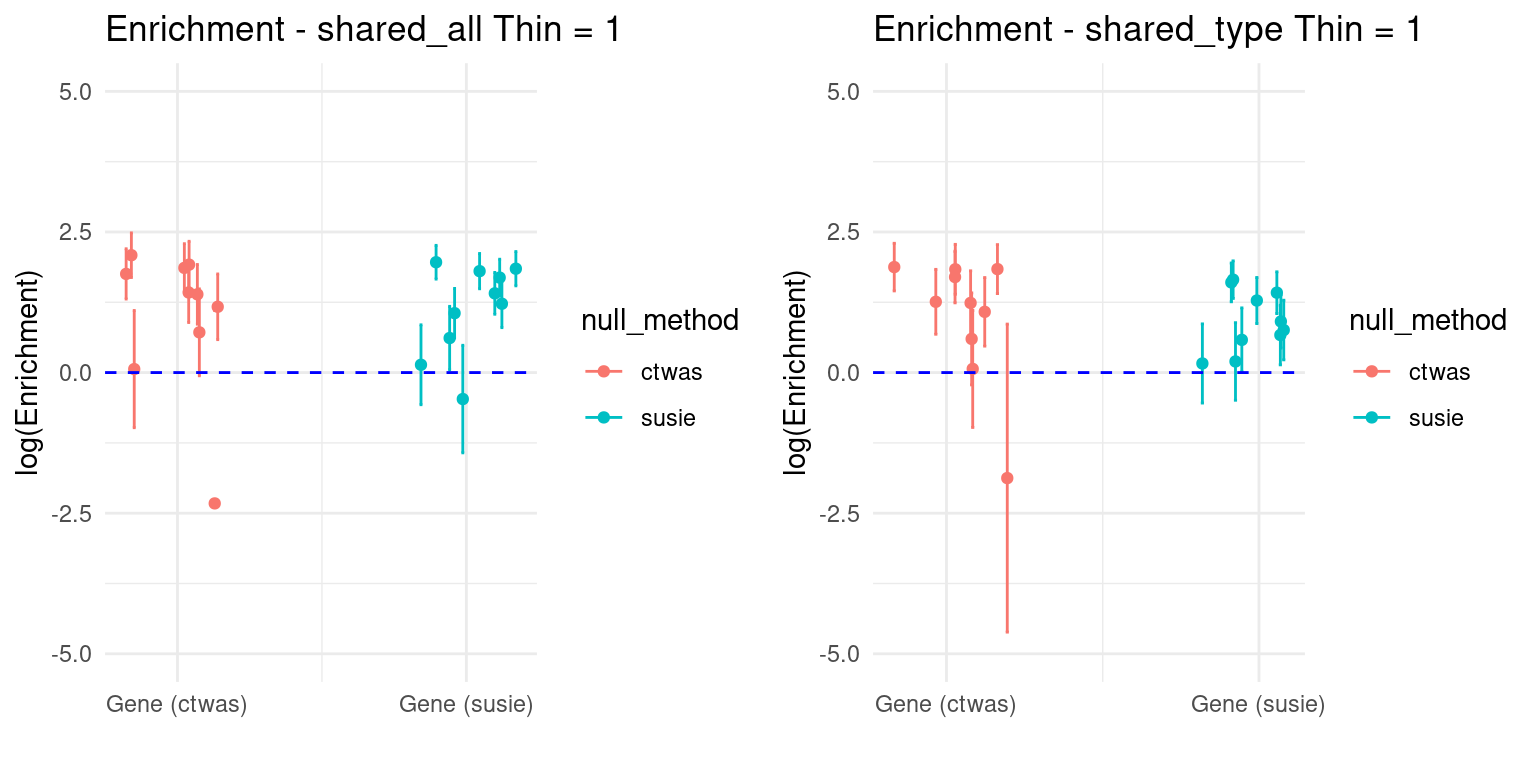 Enrichment - shared_all Thin = 1
log(Enrichment)
5.0
2.5
0.0
-2.5
-5.0
Gene (ctwas)
Gene (susie)
null_method
ctwas
susie
Enrichment - shared_type Thin = 1
log(Enrichment)
5.0
2.5
0.0
-2.5
-5.0
Gene (ctwas)
Gene (susie)
null_method
ctwas
susie